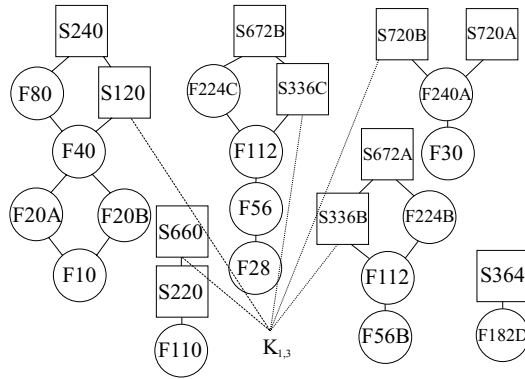 S240
S672B
S720B
S720A
F80
S120
F224C
S336C
F240A
F40
F112
S672A
F30
F20A
F20B
F56
S336B
F224B
S660
F10
F28
F112
S364
S220
F110
K1,3
F56B
F182D